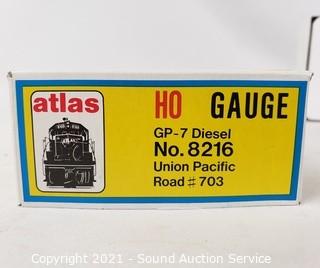 atlas
HO GAUGE
GP-7 Diesel
No. 8216
Union Pacific
Road # 703
Copyright 2021 - Sound Auction Service